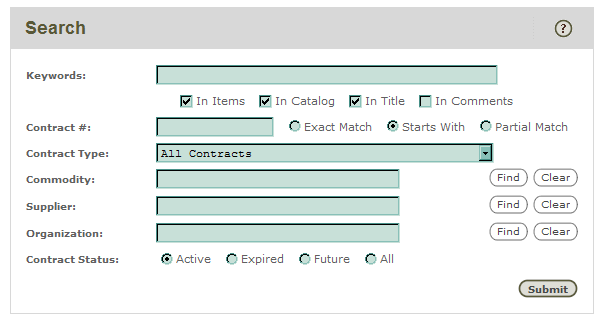 Search ?
Keywords:
In Items In Catalog In Title In Comments
Contract #: Exact Match Starts With Partial Match
Contract Type: All Contracts
Commodity: Find Clear
Supplier: Find Clear
Organization: Find Clear
Contract Status: Active Expired Future All
Submit